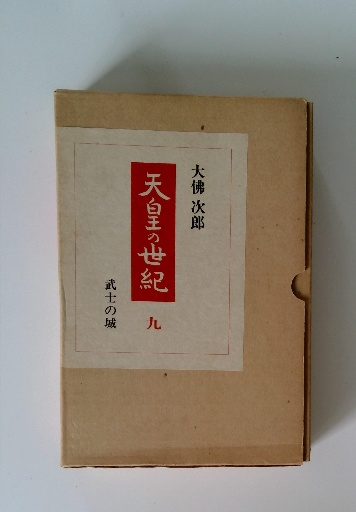 大佛次郎
天皇の世紀
九
武士の城